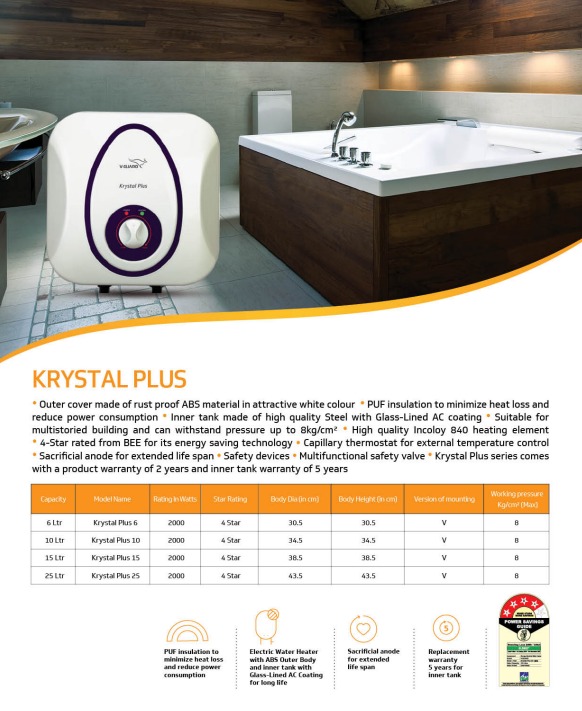 V-GUARD
Krystal Plus
KRYSTAL PLUS
• Outer cover made of rust proof ABS material in attractive white colour • PUF insulation to minimize heat loss and
reduce power consumption • Inner tank made of high quality Steel with Glass-Lined AC coating • Suitable for
multistoried building and can withstand pressure up to 8kg/cm² • High quality Incoloy 840 heating element
• 4-Star rated from BEE for its energy saving technology • Capillary thermostat for external temperature control
• Sacrificial anode for extended life span • Safety devices • Multifunctional safety valve • Krystal Plus series comes
with a product warranty of 2 years and inner tank warranty of 5 years
Capacity Model Name Rating In Watts Star Rating Body Dia (In cm) Body Height (In cm) Version of mounting Working pressure Kg/cm² (Max)
6 Ltr Krystal Plus 6 2000 4 Star 30.5 30.5 V 8
10 Ltr Krystal Plus 10 2000 4 Star 34.5 34.5 V 8
15 Ltr Krystal Plus 15 2000 4 Star 38.5 38.5 V 8
25 Ltr Krystal Plus 25 2000 4 Star 43.5 43.5 V 8
PUF insulation to
minimize heat loss
and reduce power
consumption
Electric Water Heater
with ABS Outer Body
and inner tank with
Glass-Lined AC Coating
for long life
Sacrificial anode
for extended
life span
5
Replacement
warranty
5 years for
inner tank
POWER SAVINGS
GUIDE